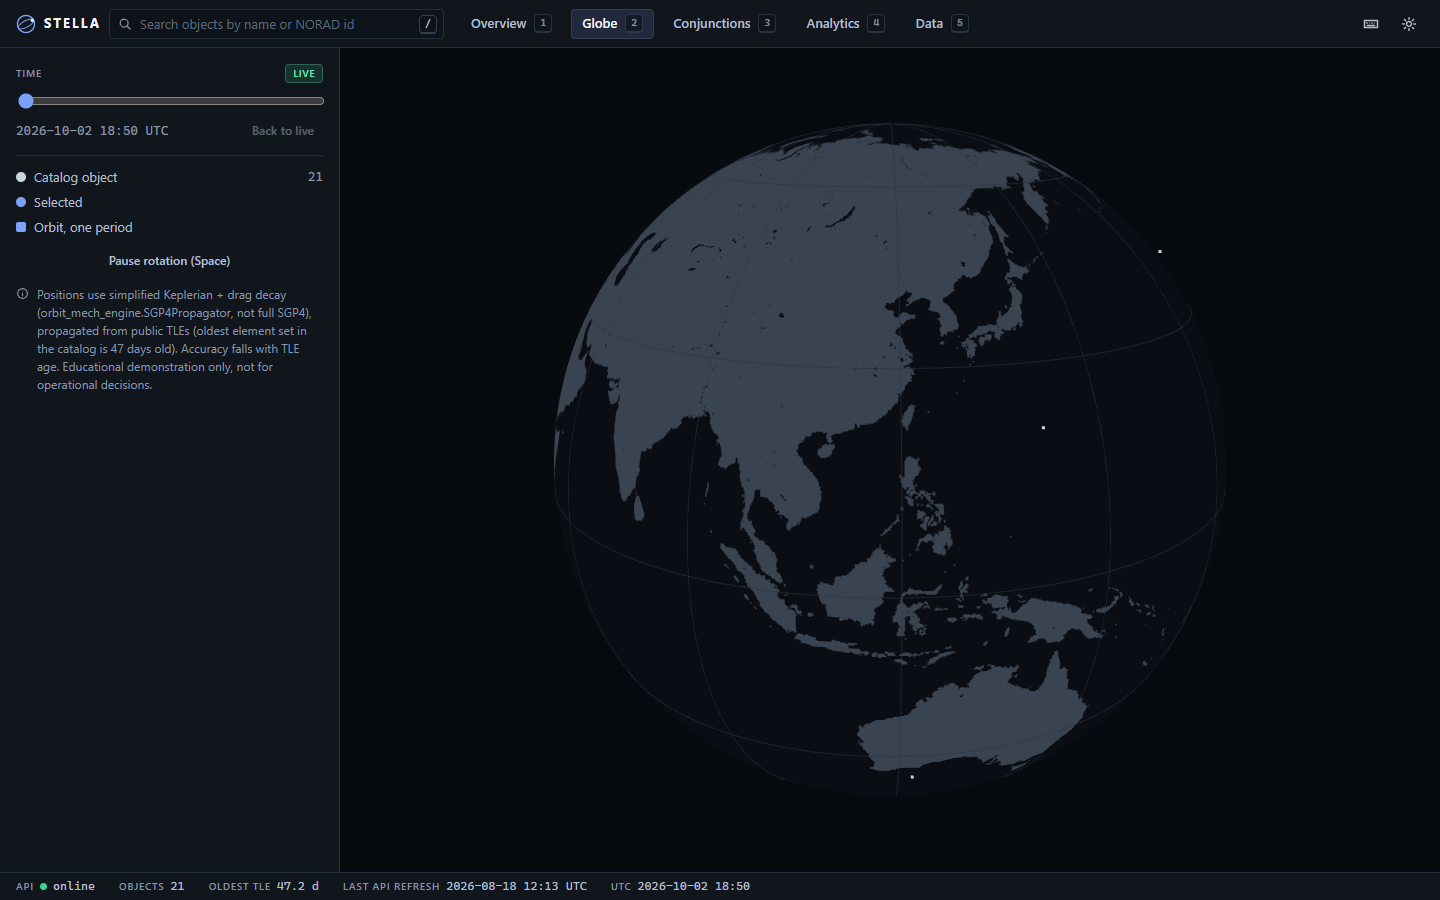 STELLA
Search objects by name or NORAD id /
Overview 1 Globe 2 Conjunctions 3 Analytics 4 Data 5
TIME LIVE
2026-10-02 18:50 UTC Back to live
Catalog object 21
Selected
Orbit, one period
Pause rotation (Space)
Positions use simplified Keplerian + drag decay
(orbit_mech_engine.SGP4Propagator, not full SGP4),
propagated from public TLEs (oldest element set in
the catalog is 47 days old). Accuracy falls with TLE
age. Educational demonstration only, not for
operational decisions.
API online OBJECTS 21 OLDEST TLE 47.2 d LAST API REFRESH 2026-08-18 12:13 UTC UTC 2026-10-02 18:50